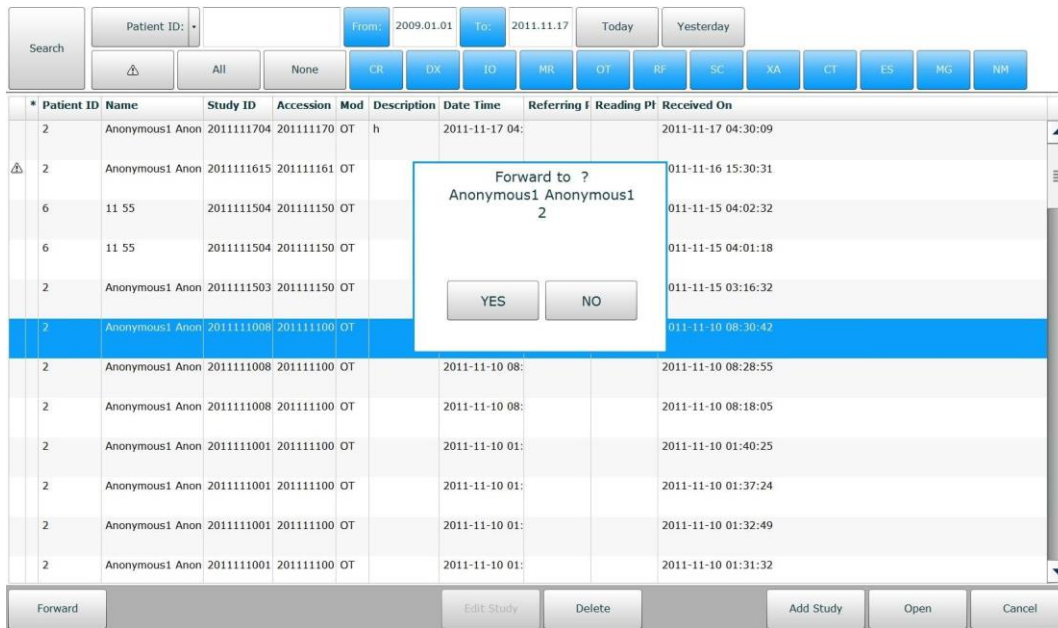 Search Patient ID: From: 2009.01.01 To: 2011.11.17 Today Yesterday
All None CR DX IO MR OT RF SC XA CT ES MG NM
* Patient ID Name Study ID Accession Mod Description Date Time Referring Reading Received On
2 Anonymous1 Anon 2011111704 201111170 OT h 2011-11-17 04: 2011-11-17 04:30:09
2 Anonymous1 Anon 2011111615 201111161 OT 011-11-16 15:30:31
6 11 55 2011111504 201111150 OT 011-11-15 04:02:32
6 11 55 2011111504 201111150 OT 011-11-15 04:01:18
2 Anonymous1 Anon 2011111503 201111150 OT 011-11-15 03:16:32
2 Anonymous1 Anon 2011111008 201111100 OT 011-11-10 08:30:42
2 Anonymous1 Anon 2011111008 201111100 OT 2011-11-10 08: 2011-11-10 08:28:55
2 Anonymous1 Anon 2011111008 201111100 OT 2011-11-10 08: 2011-11-10 08:18:05
2 Anonymous1 Anon 2011111001 201111100 OT 2011-11-10 01: 2011-11-10 01:40:25
2 Anonymous1 Anon 2011111001 201111100 OT 2011-11-10 01: 2011-11-10 01:37:24
2 Anonymous1 Anon 2011111001 201111100 OT 2011-11-10 01: 2011-11-10 01:32:49
2 Anonymous1 Anon 2011111001 201111100 OT 2011-11-10 01: 2011-11-10 01:31:32
Forward to ?
Anonymous1 Anonymous1
2
YES NO
Forward Edit Study Delete Add Study Open Cancel